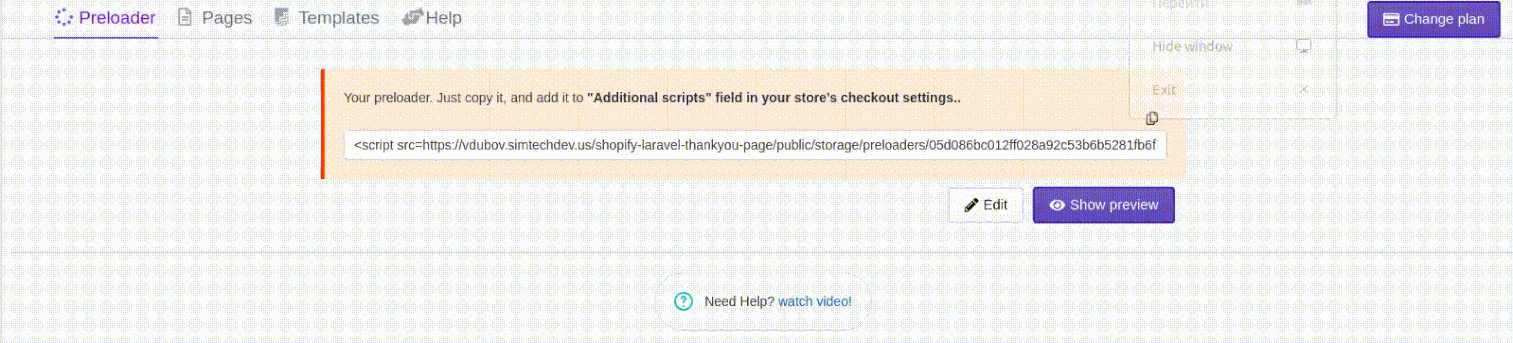 Preloader Pages Templates Help
Перейти
Change plan
Hide window
Your preloader. Just copy it, and add it to "Additional scripts" field in your store's checkout settings..
Exit
<script src=https://vdubov.simtechdev.us/shopify-laravel-thankyou-page/public/storage/preloaders/05d086bc012ff028a92c53b6b5281fb6f
Edit Show preview
Need Help? watch video!